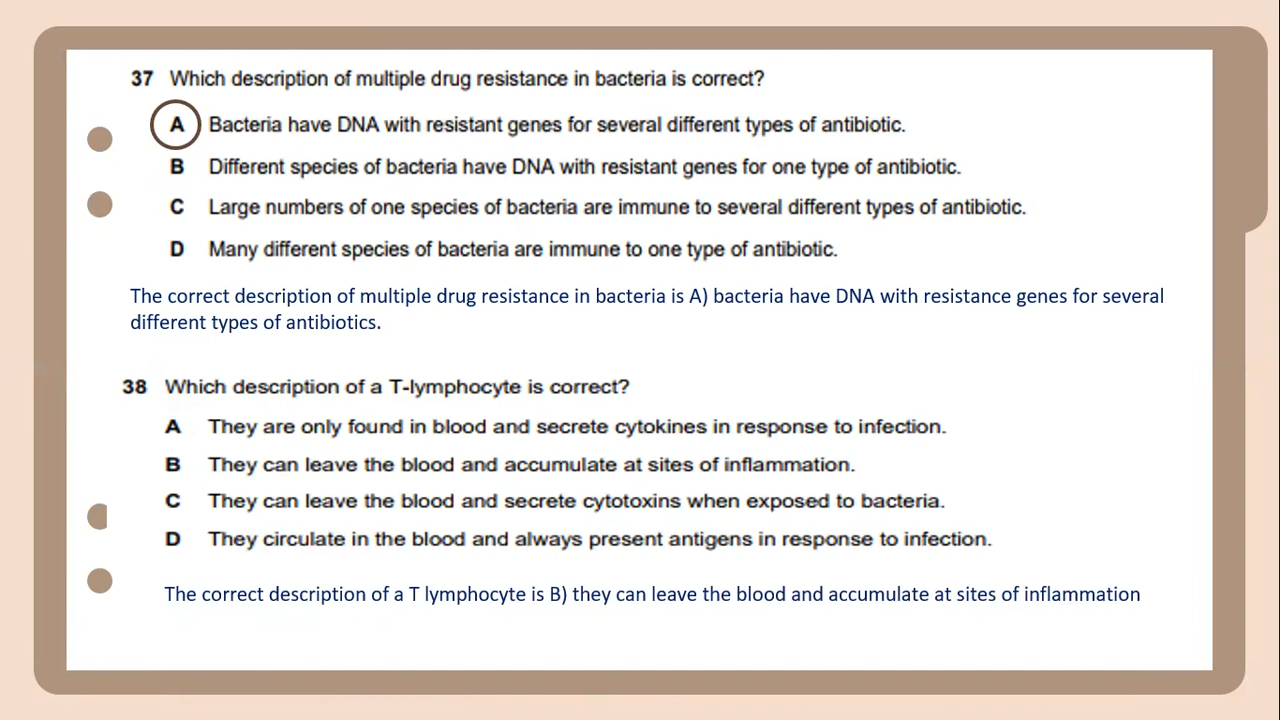 37 Which description of multiple drug resistance in bacteria is correct?
A Bacteria have DNA with resistant genes for several different types of antibiotic.
B Different species of bacteria have DNA with resistant genes for one type of antibiotic.
C Large numbers of one species of bacteria are immune to several different types of antibiotic.
D Many different species of bacteria are immune to one type of antibiotic.
The correct description of multiple drug resistance in bacteria is A) bacteria have DNA with resistance genes for several
different types of antibiotics.
38 Which description of a T-lymphocyte is correct?
A They are only found in blood and secrete cytokines in response to infection.
B They can leave the blood and accumulate at sites of inflammation.
C They can leave the blood and secrete cytotoxins when exposed to bacteria.
D They circulate in the blood and always present antigens in response to infection.
The correct description of a T lymphocyte is B) they can leave the blood and accumulate at sites of inflammation